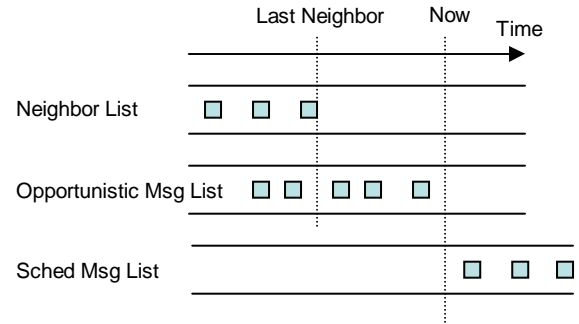 Last Neighbor
Now
Time
Neighbor List
Opportunistic Msg List
Sched Msg List